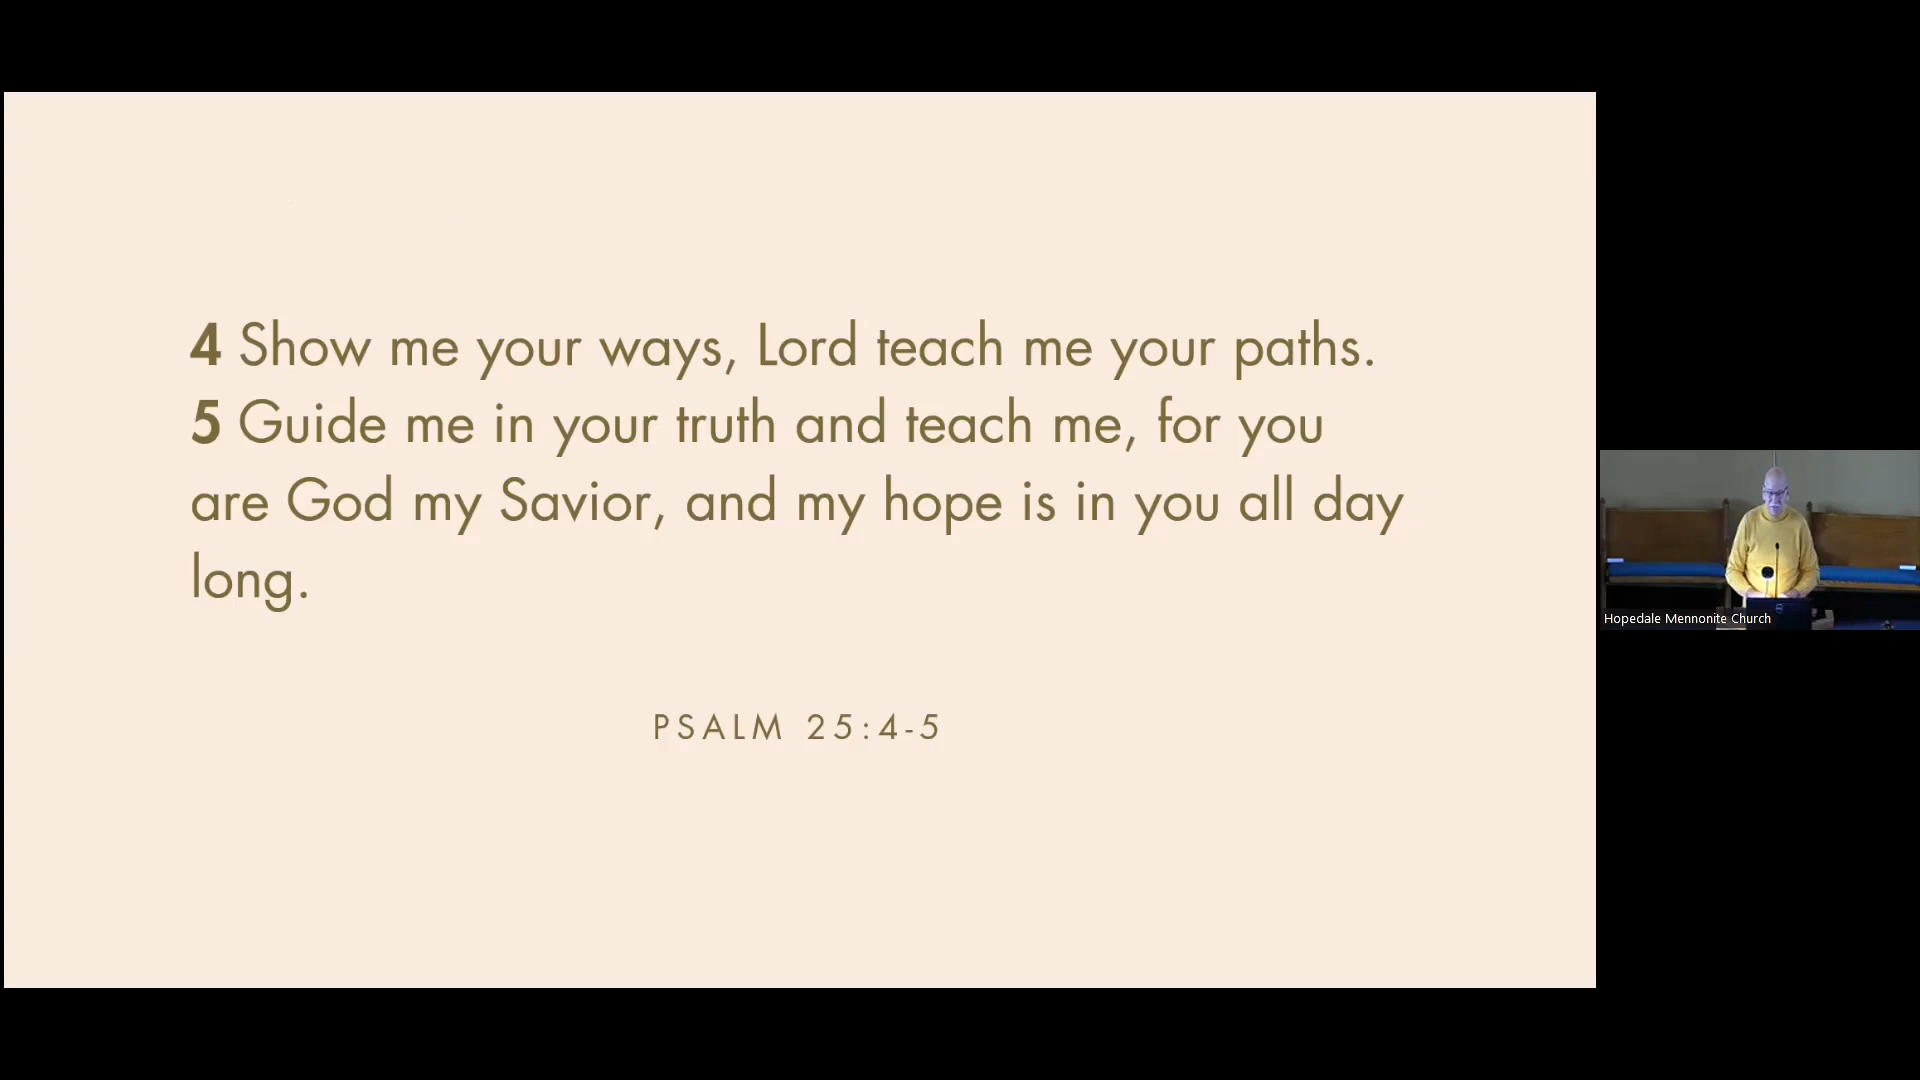 4 Show me your ways, Lord teach me your paths.
5 Guide me in your truth and teach me, for you
are God my Savior, and my hope is in you all day
long.
PSALM 25:4-5
Hopedale Mennonite Church